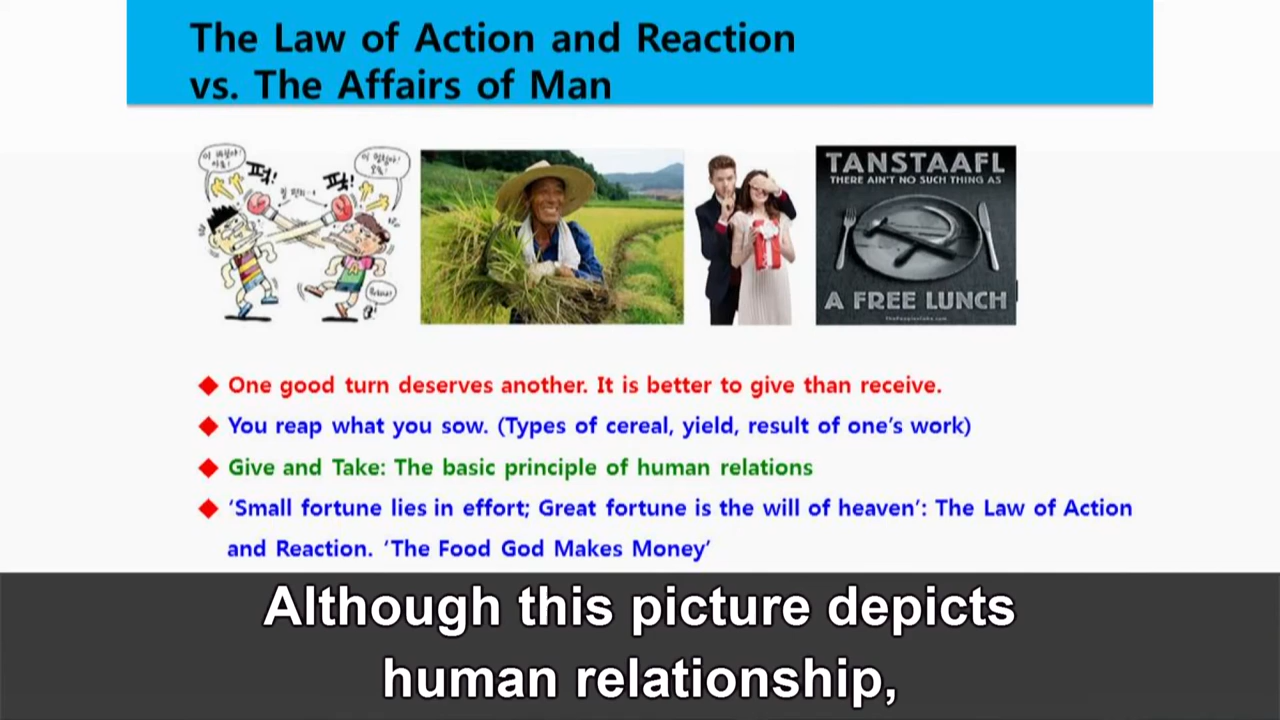 The Law of Action and Reaction
vs. The Affairs of Man
퍽!
팍!
TANSTAAFL
THERE AIN'T NO SUCH THING AS
A FREE LUNCH
◆ One good turn deserves another. It is better to give than receive.
◆ You reap what you sow. (Types of cereal, yield, result of one's work)
◆ Give and Take: The basic principle of human relations
◆ 'Small fortune lies in effort; Great fortune is the will of heaven': The Law of Action
and Reaction. 'The Food God Makes Money'
Although this picture depicts
human relationship,